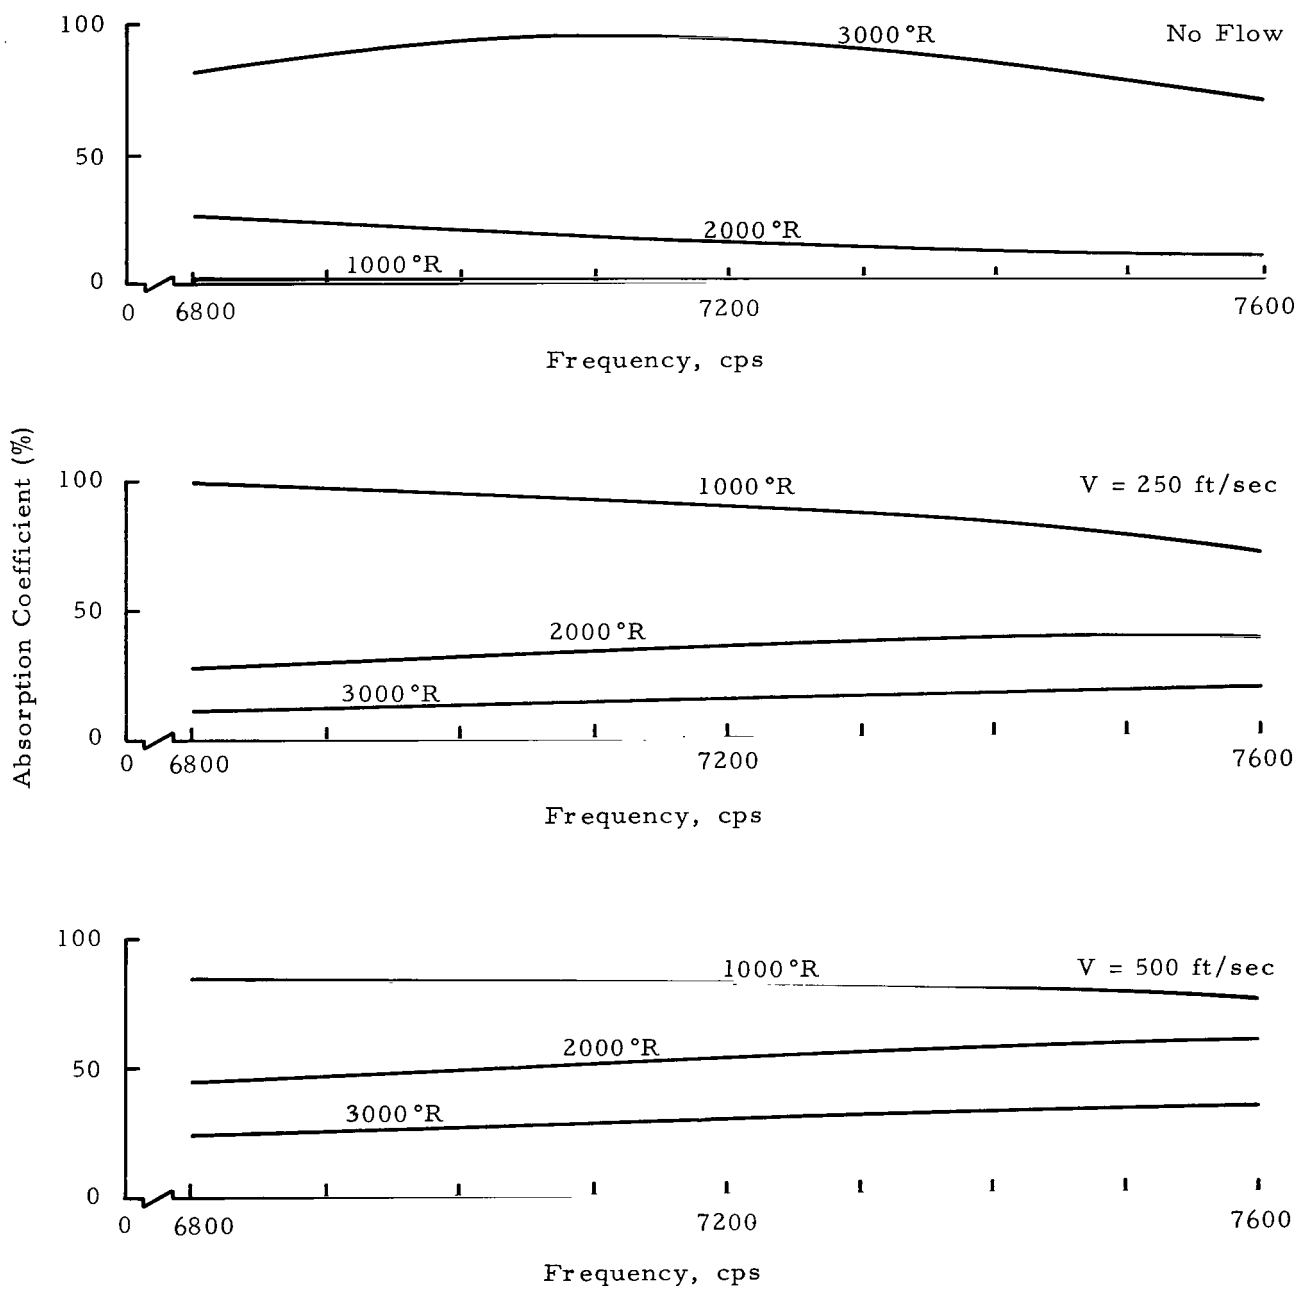 100
3000°R
No Flow
50
2000°R
1000°R
0
0 6800 7200 7600
Frequency, cps
Absorption Coefficient (%)
100
1000°R
V = 250 ft/sec
50
2000°R
3000°R
0
0 6800 7200 7600
Frequency, cps
100
1000°R
V = 500 ft/sec
2000°R
50
3000°R
0
0 6800 7200 7600
Frequency, cps